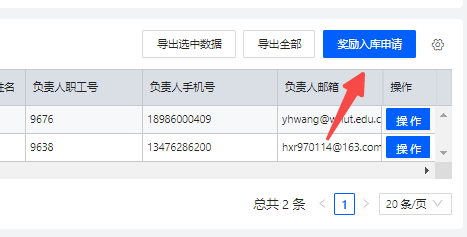 导出选中数据 导出全部 奖励入库申请
姓名 负责人职工号 负责人手机号 负责人邮箱 操作
9676 18986000409 yhwang@w ut.edu.c 操 作
9638 13476286200 hxr970114@163.com 操 作
总共 2 条 < 1 > 20 条/页